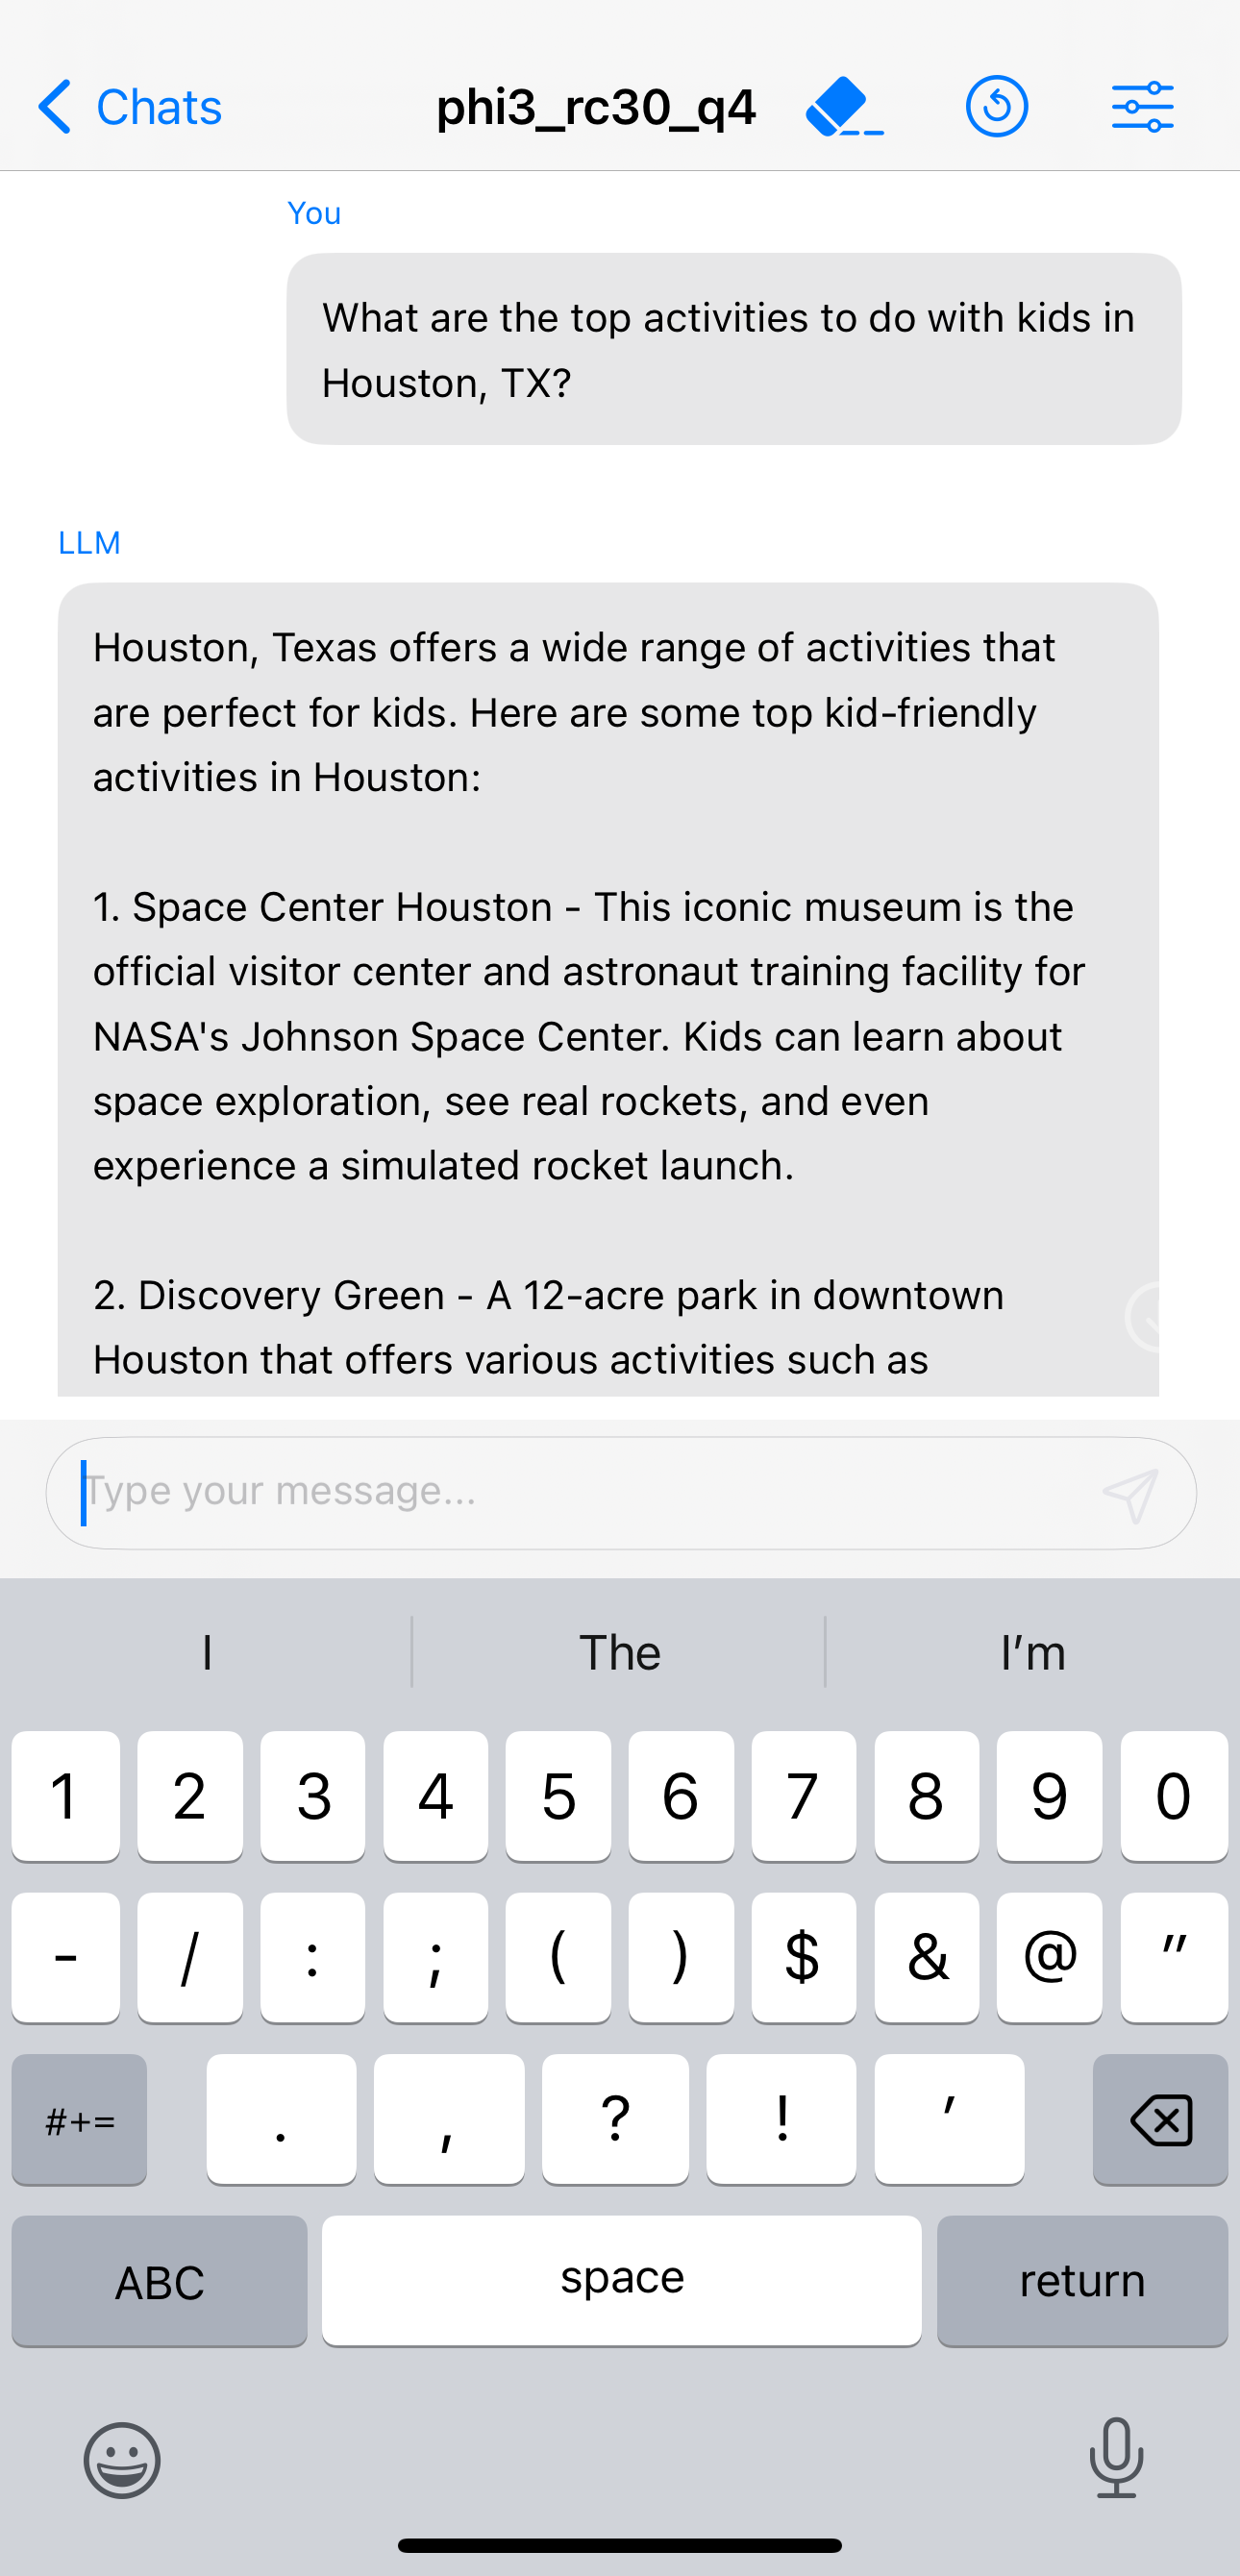 Chats
phi3_rc30_q4
You
What are the top activities to do with kids in
Houston, TX?
LLM
Houston, Texas offers a wide range of activities that
are perfect for kids. Here are some top kid-friendly
activities in Houston:
1. Space Center Houston - This iconic museum is the
official visitor center and astronaut training facility for
NASA's Johnson Space Center. Kids can learn about
space exploration, see real rockets, and even
experience a simulated rocket launch.
2. Discovery Green - A 12-acre park in downtown
Houston that offers various activities such as
Type your message...
I The I’m
1 2 3 4 5 6 7 8 9 0
- / : ; ( ) $ & @ "
#+= . , ? ! ’
ABC space return